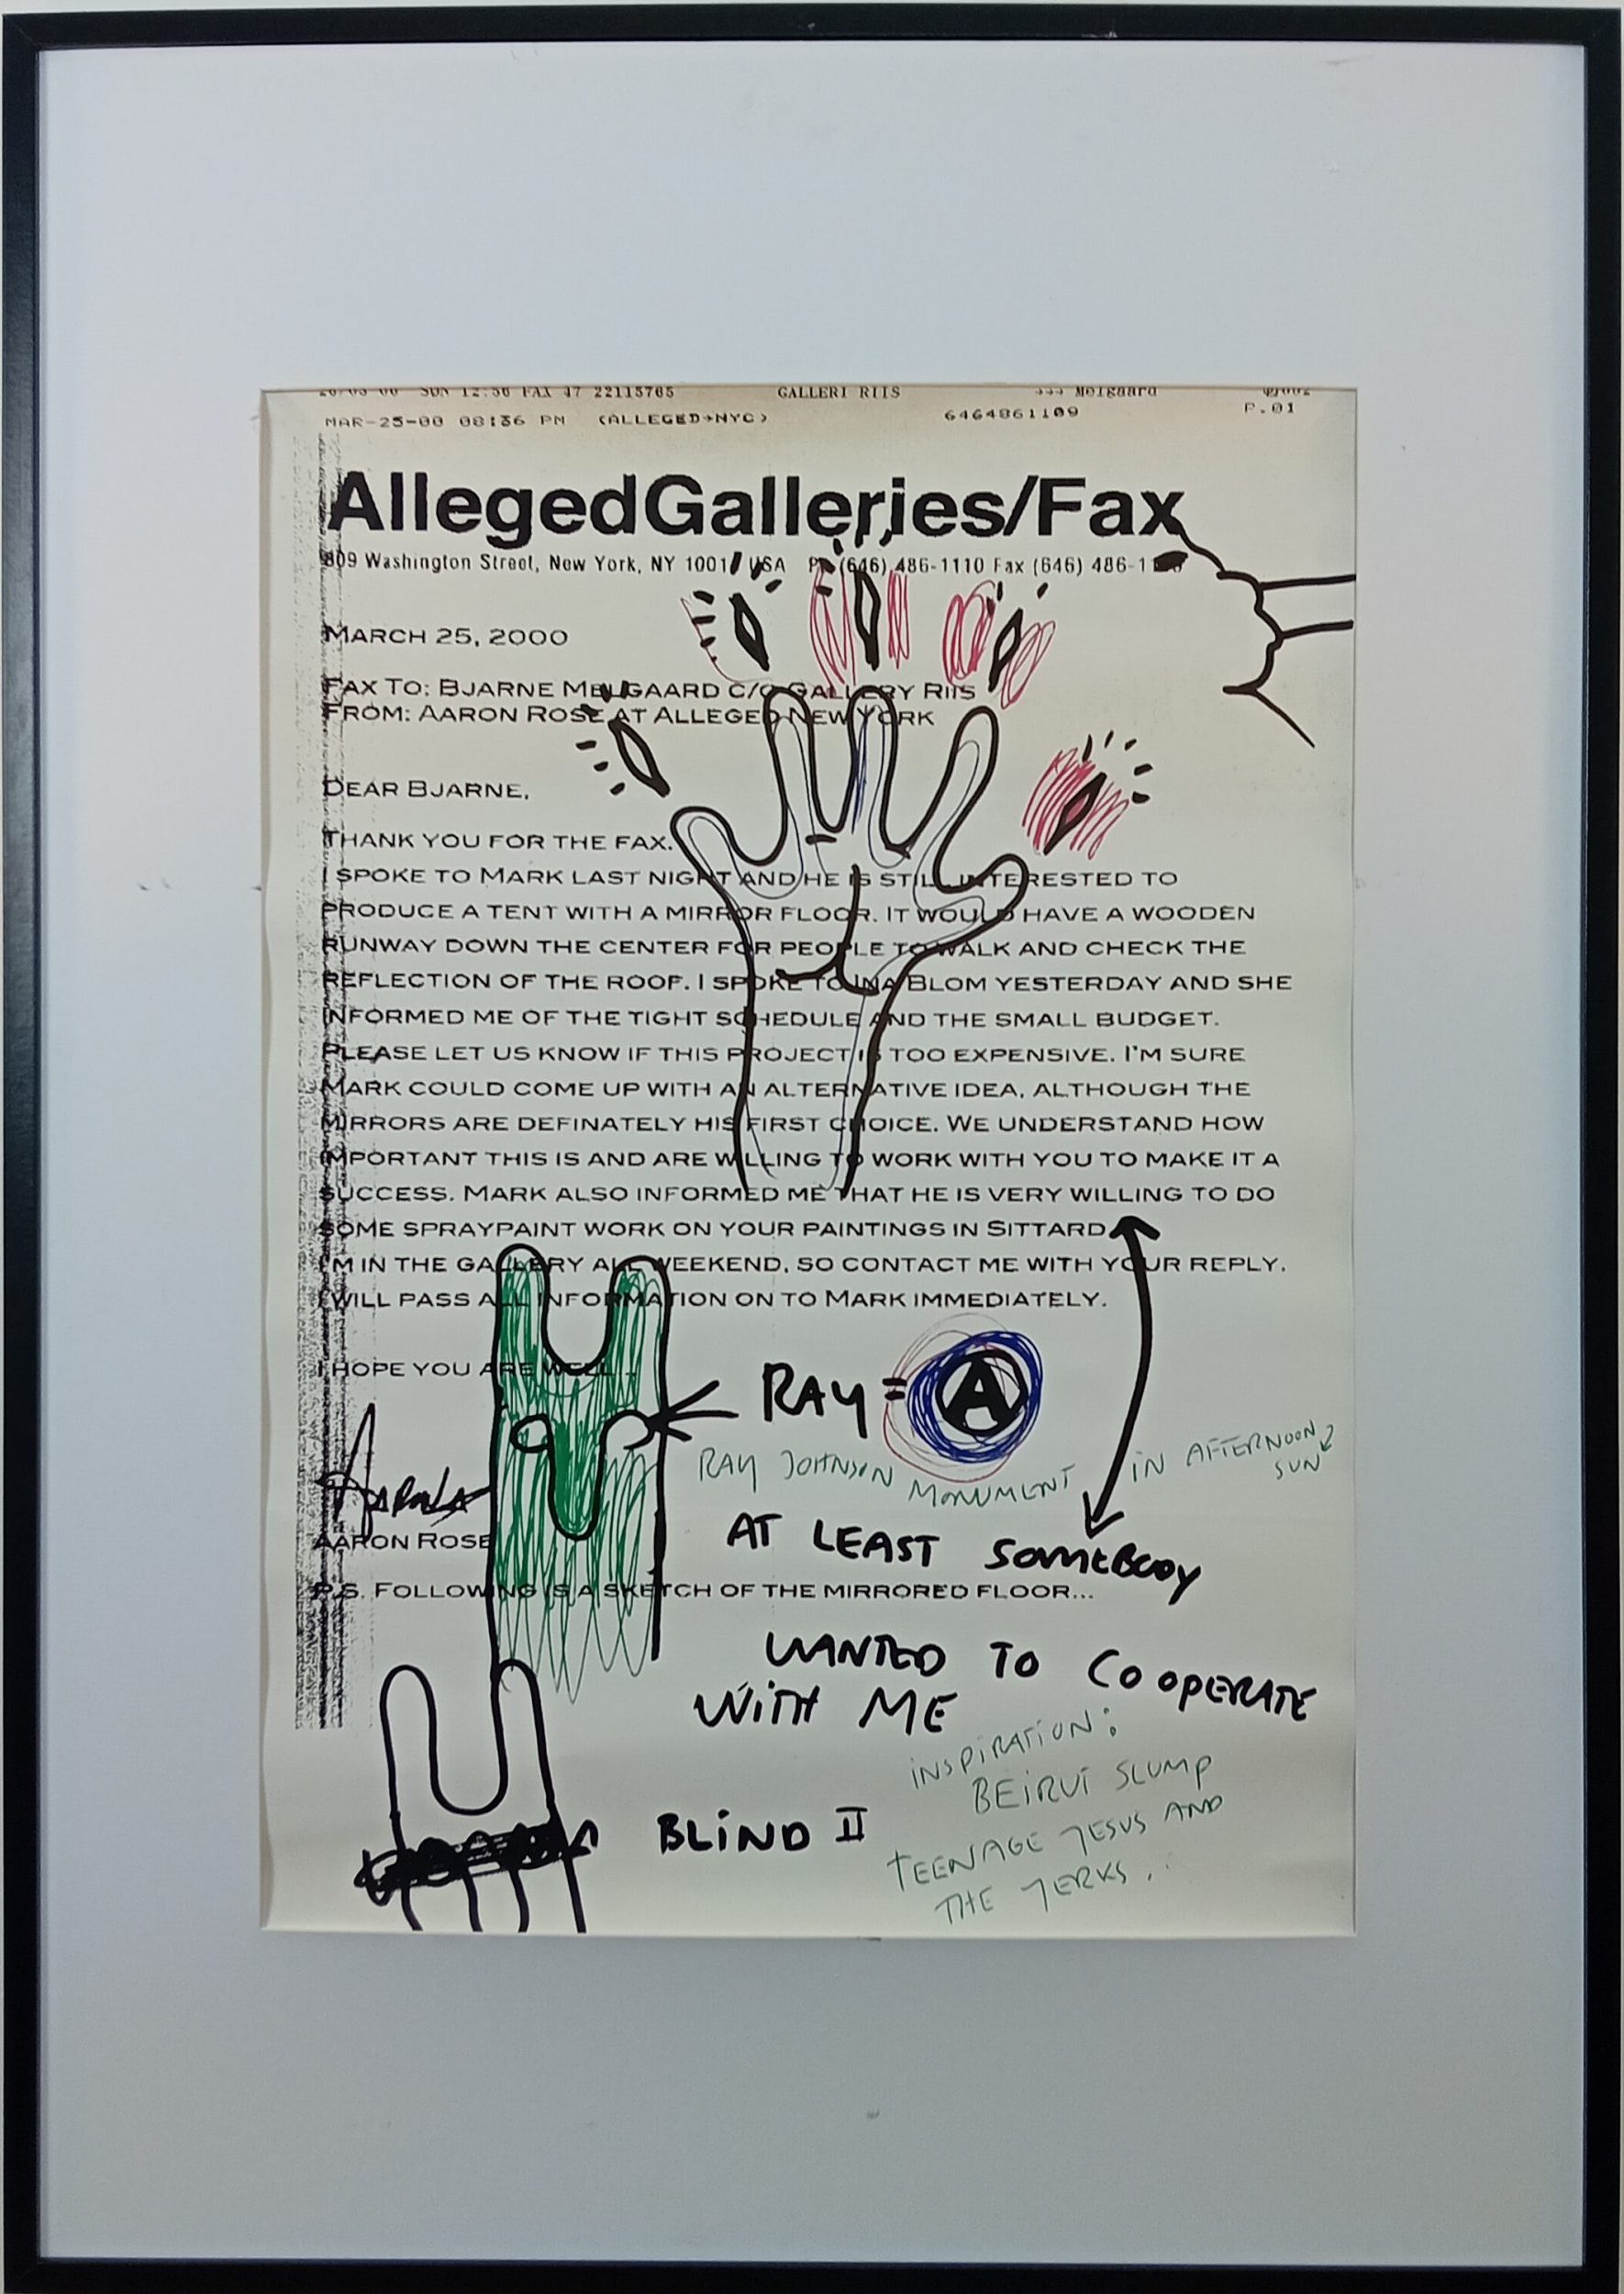 SUN 12:56 FAX 47 22115765 GALLERI RIIS →→→ Melgaard
MAR-25-00 08:36 PM (ALLEGED→NYC) 6464861109 P.01
AllegedGalleries/Fax
809 Washington Street, New York, NY 1001 USA (646) 486-1110 Fax (646) 486-11
MARCH 25, 2000
FAX TO: BJARNE MELGAARD C/O GALLERY RIIS
FROM: AARON ROSE AT ALLEGED NEW YORK
DEAR BJARNE,
THANK YOU FOR THE FAX.
I SPOKE TO MARK LAST NIGHT AND HE IS STILL INTERESTED TO
PRODUCE A TENT WITH A MIRROR FLOOR. IT WOULD HAVE A WOODEN
RUNWAY DOWN THE CENTER FOR PEOPLE TO WALK AND CHECK THE
REFLECTION OF THE ROOF. I SPOKE TO INA BLOM YESTERDAY AND SHE
INFORMED ME OF THE TIGHT SCHEDULE AND THE SMALL BUDGET.
PLEASE LET US KNOW IF THIS PROJECT IS TOO EXPENSIVE. I'M SURE
MARK COULD COME UP WITH AN ALTERNATIVE IDEA, ALTHOUGH THE
MIRRORS ARE DEFINATELY HIS FIRST CHOICE. WE UNDERSTAND HOW
IMPORTANT THIS IS AND ARE WILLING TO WORK WITH YOU TO MAKE IT A
SUCCESS. MARK ALSO INFORMED ME THAT HE IS VERY WILLING TO DO
SOME SPRAYPAINT WORK ON YOUR PAINTINGS IN SITTARD
I'M IN THE GALLERY ALL WEEKEND, SO CONTACT ME WITH YOUR REPLY.
I WILL PASS ALL INFORMATION ON TO MARK IMMEDIATELY.
I HOPE YOU ARE WELL
RAY = A
RAY JOHNSON MONUMENT IN AFTERNOON
SUN
AARON ROSE
AT LEAST SOMEBODY
P.S. FOLLOWING IS A SKETCH OF THE MIRRORED FLOOR...
WANTED TO COOPERATE
WITH ME
INSPIRATION:
BEIRUT SLUMP
TEENAGE JESUS AND
THE JERKS..
BLIND II